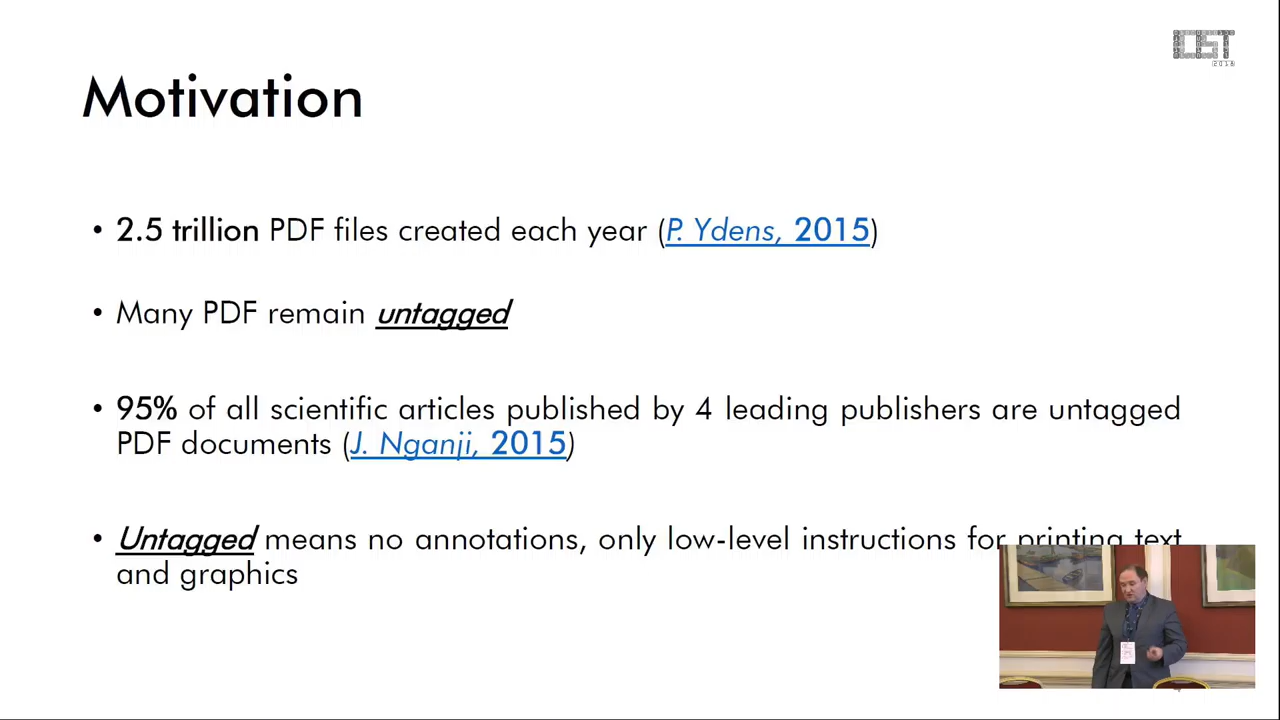 Motivation
• 2.5 trillion PDF files created each year (P. Ydens, 2015)
• Many PDF remain untagged
• 95% of all scientific articles published by 4 leading publishers are untagged
PDF documents (J. Nganji, 2015)
• Untagged means no annotations, only low-level instructions for printing text
and graphics
2018